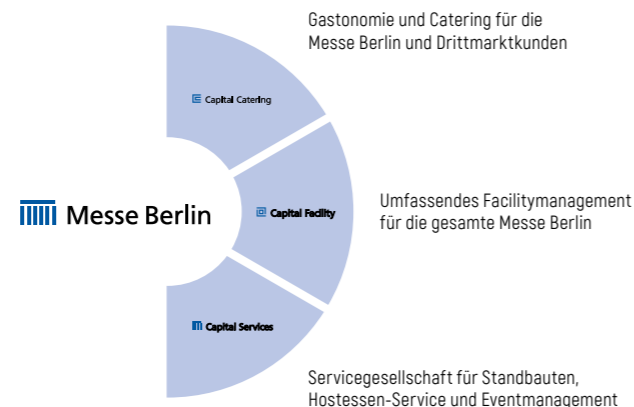 Gastonomie und Catering für die
Messe Berlin und Drittmarktkunden
Capital Catering
Messe Berlin
Capital Facility
Umfassendes Facilitymanagement
für die gesamte Messe Berlin
Capital Services
Servicegesellschaft für Standbauten,
Hostessen-Service und Eventmanagement